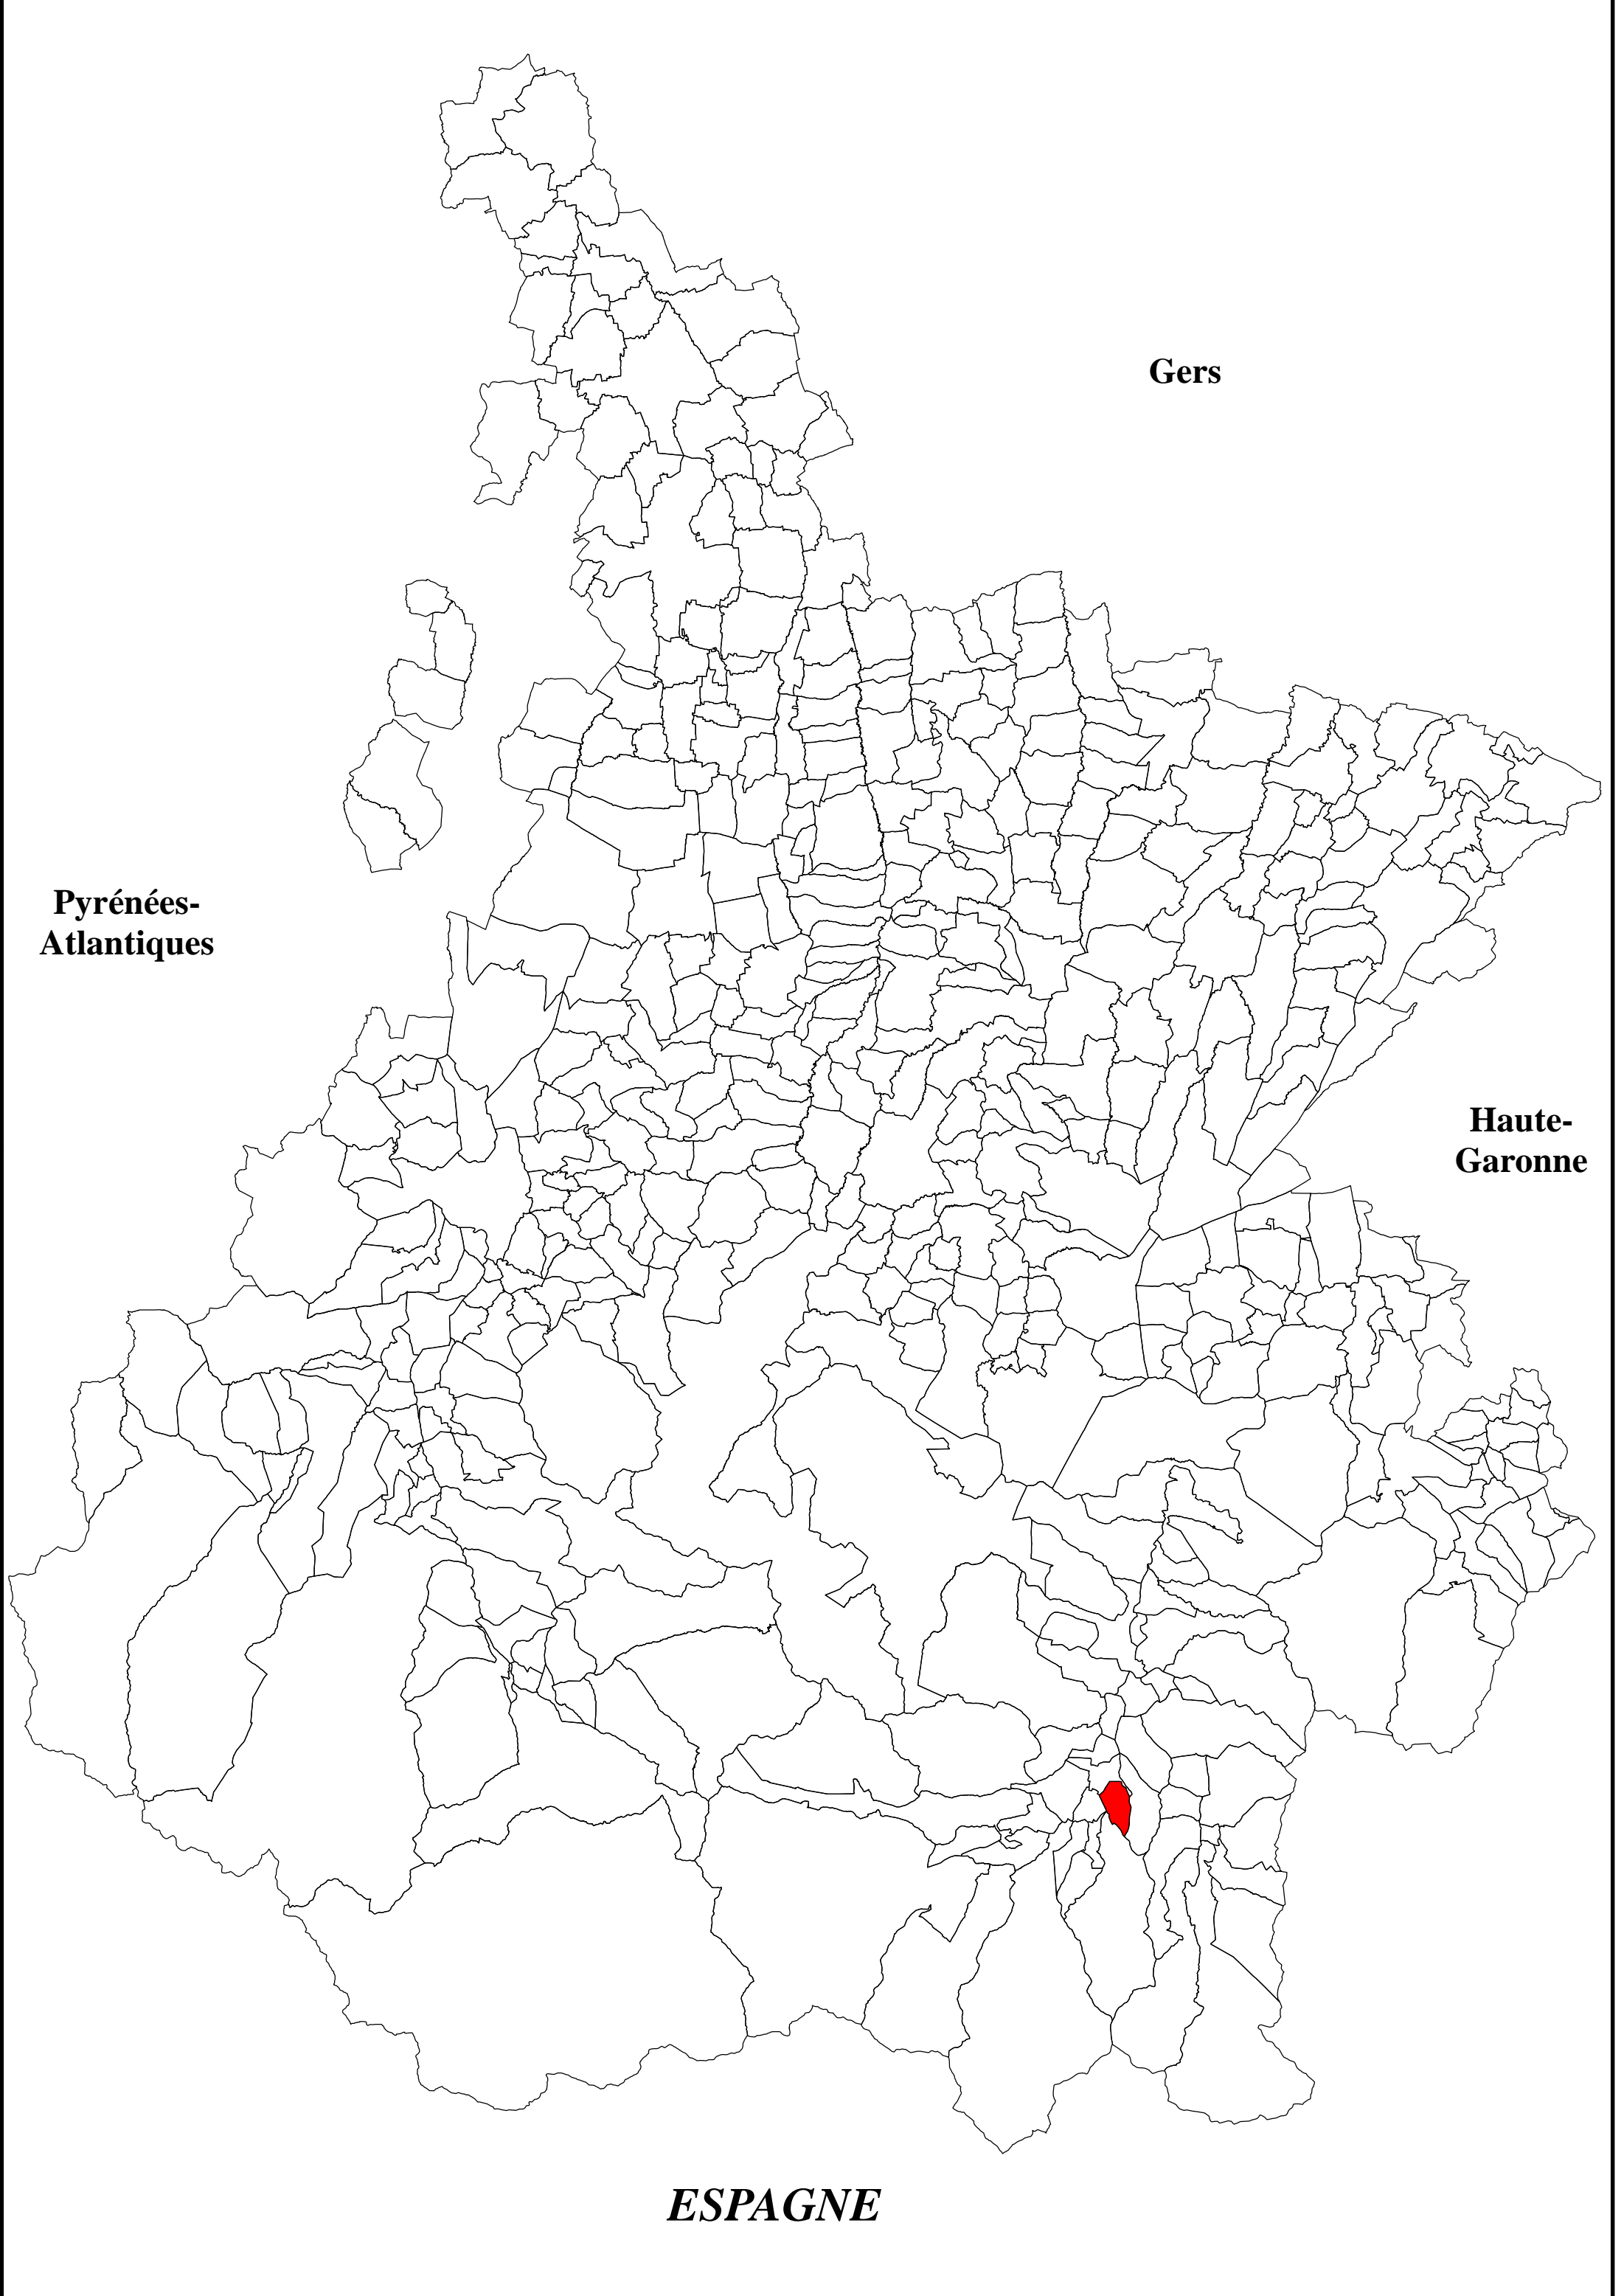 Gers
Pyrénées-
Atlantiques
Haute-
Garonne
ESPAGNE